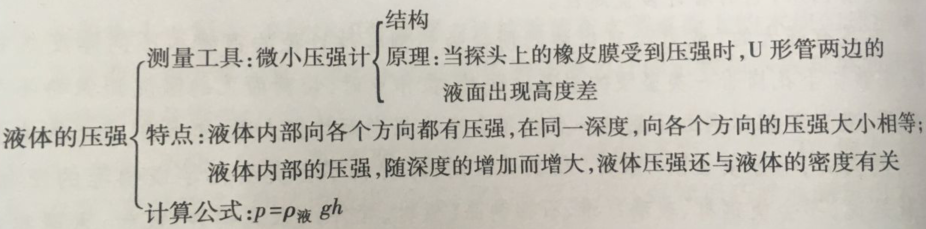 结构
测量工具:微小压强计
原理:当探头上的橡皮膜受到压强时,U 形管两边的
液面出现高度差
液体的压强
特点:液体内部向各个方向都有压强,在同一深度,向各个方向的压强大小相等;
液体内部的压强,随深度的增加而增大,液体压强还与液体的密度有关
计算公式:p=ρ液 gh